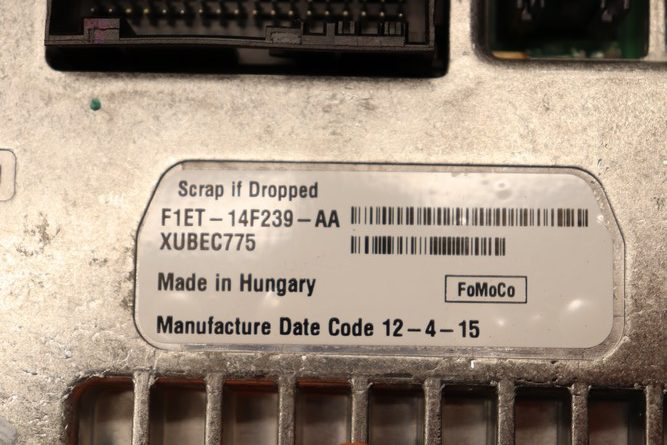 Scrap if Dropped
F1ET-14F239-AA
XUBEC775
Made in Hungary
FoMoCo
Manufacture Date Code 12-4-15